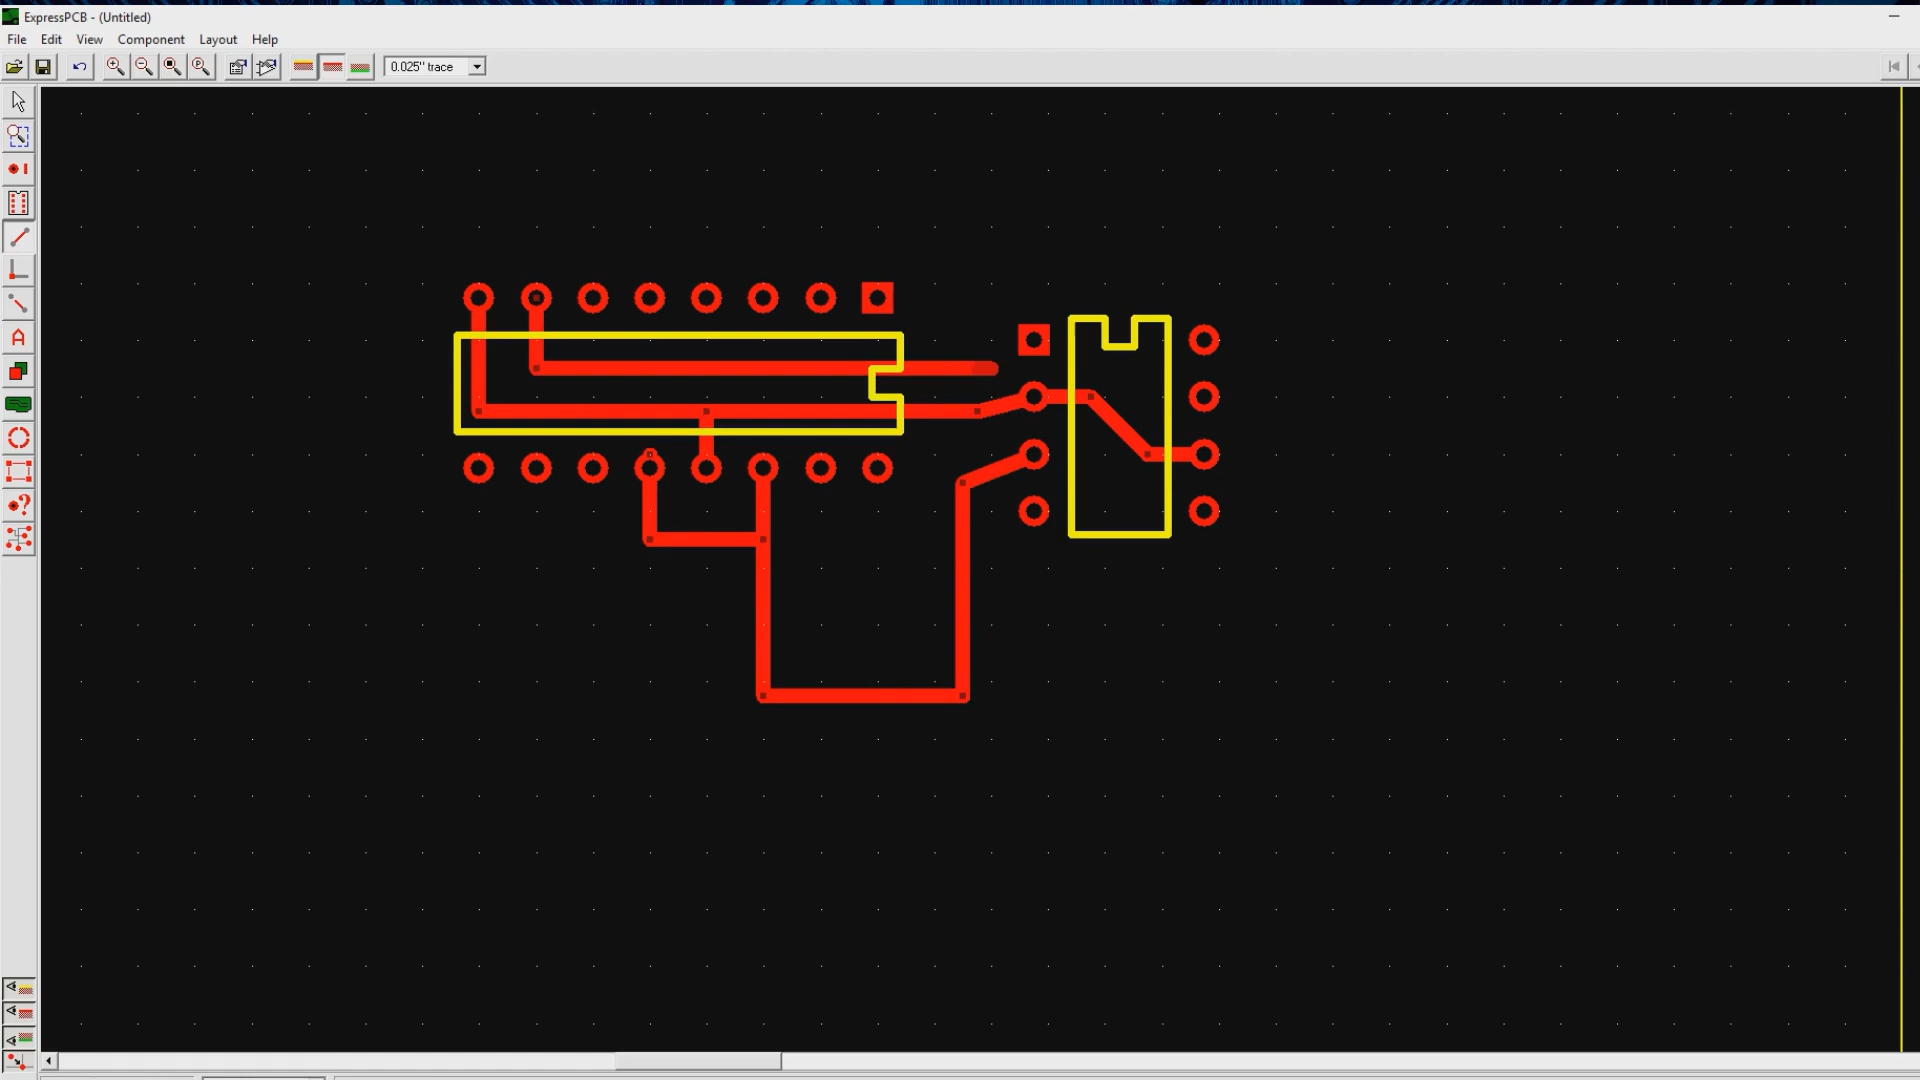 ExpressPCB - (Untitled)
File Edit View Component Layout Help
0.025" trace